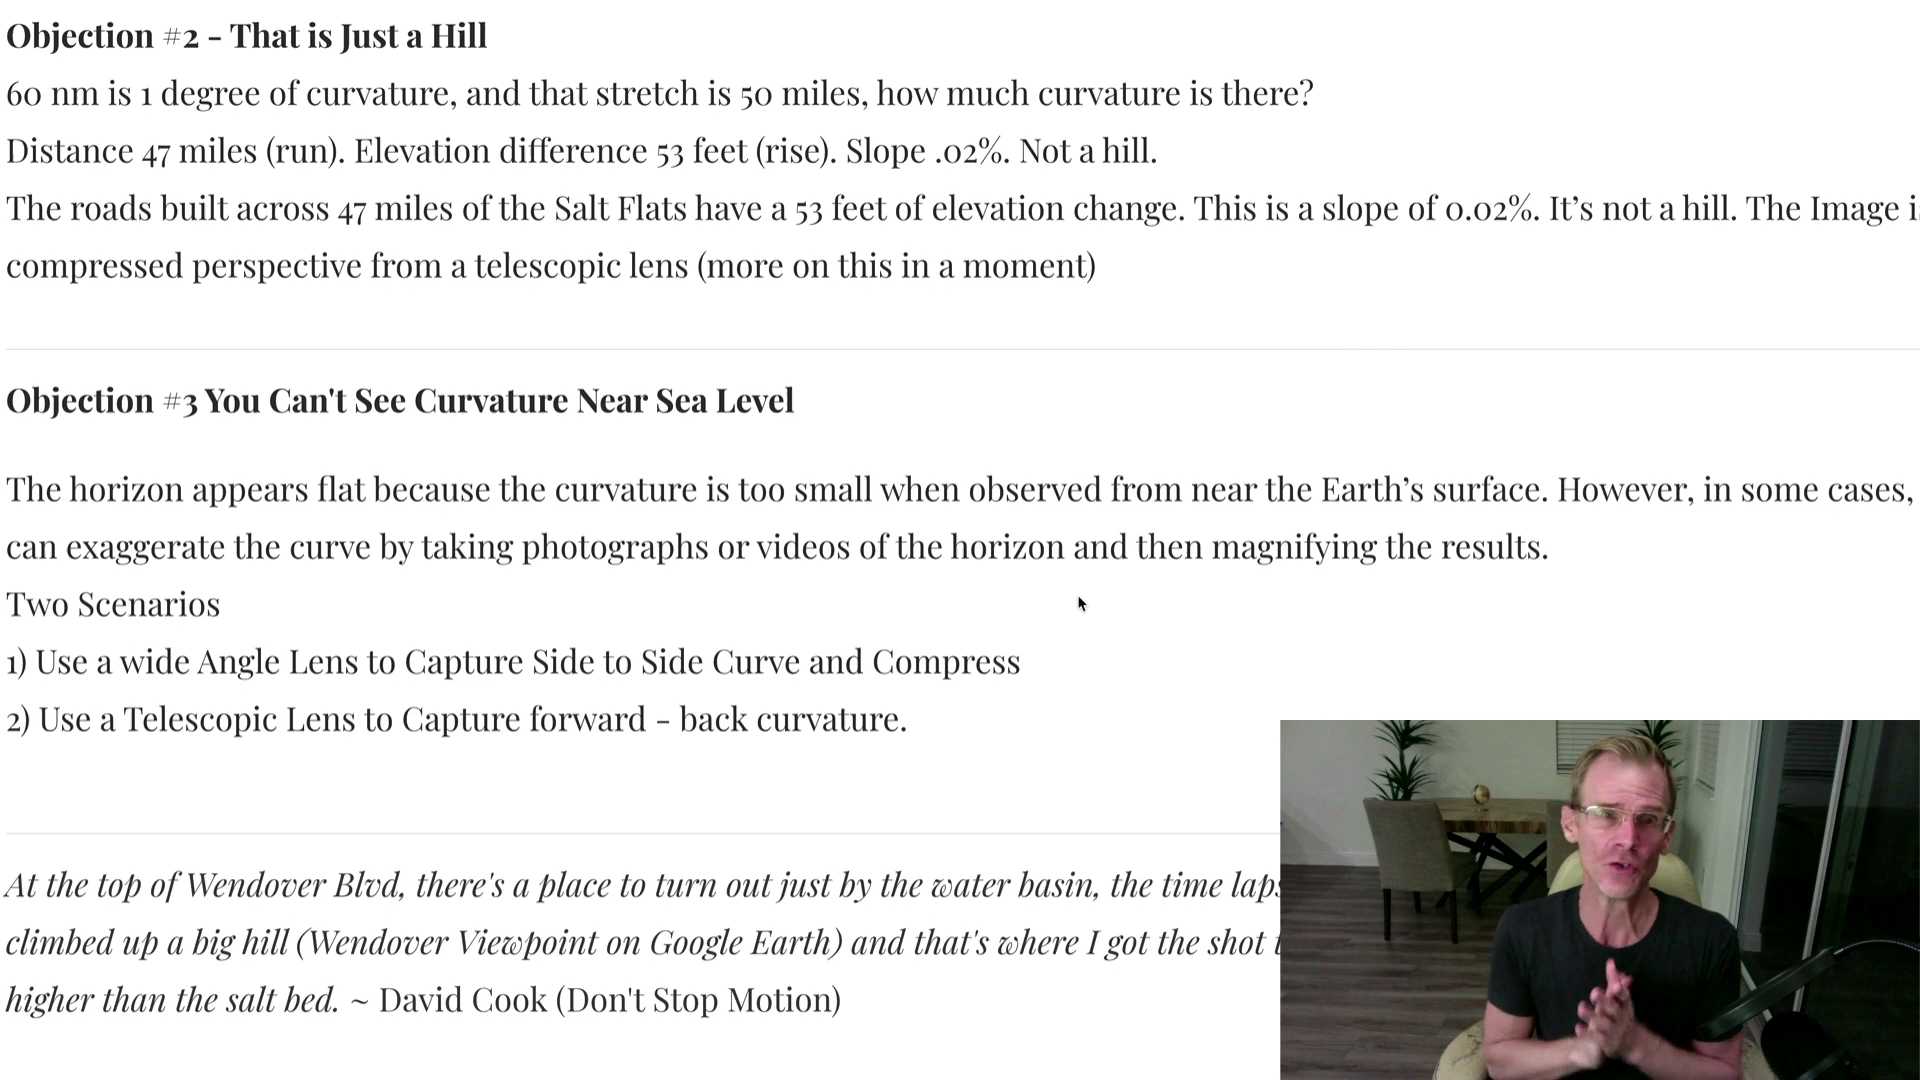 Objection #2 - That is Just a Hill
60 nm is 1 degree of curvature, and that stretch is 50 miles, how much curvature is there?
Distance 47 miles (run). Elevation difference 53 feet (rise). Slope .02%. Not a hill.
The roads built across 47 miles of the Salt Flats have a 53 feet of elevation change. This is a slope of 0.02%. It’s not a hill. The Image
compressed perspective from a telescopic lens (more on this in a moment)
Objection #3 You Can't See Curvature Near Sea Level
The horizon appears flat because the curvature is too small when observed from near the Earth’s surface. However, in some cases,
can exaggerate the curve by taking photographs or videos of the horizon and then magnifying the results.
Two Scenarios
1) Use a wide Angle Lens to Capture Side to Side Curve and Compress
2) Use a Telescopic Lens to Capture forward - back curvature.
At the top of Wendover Blvd, there's a place to turn out just by the water basin, the time
climbed up a big hill (Wendover Viewpoint on Google Earth) and that's where I got the shot
higher than the salt bed. ~ David Cook (Don't Stop Motion)